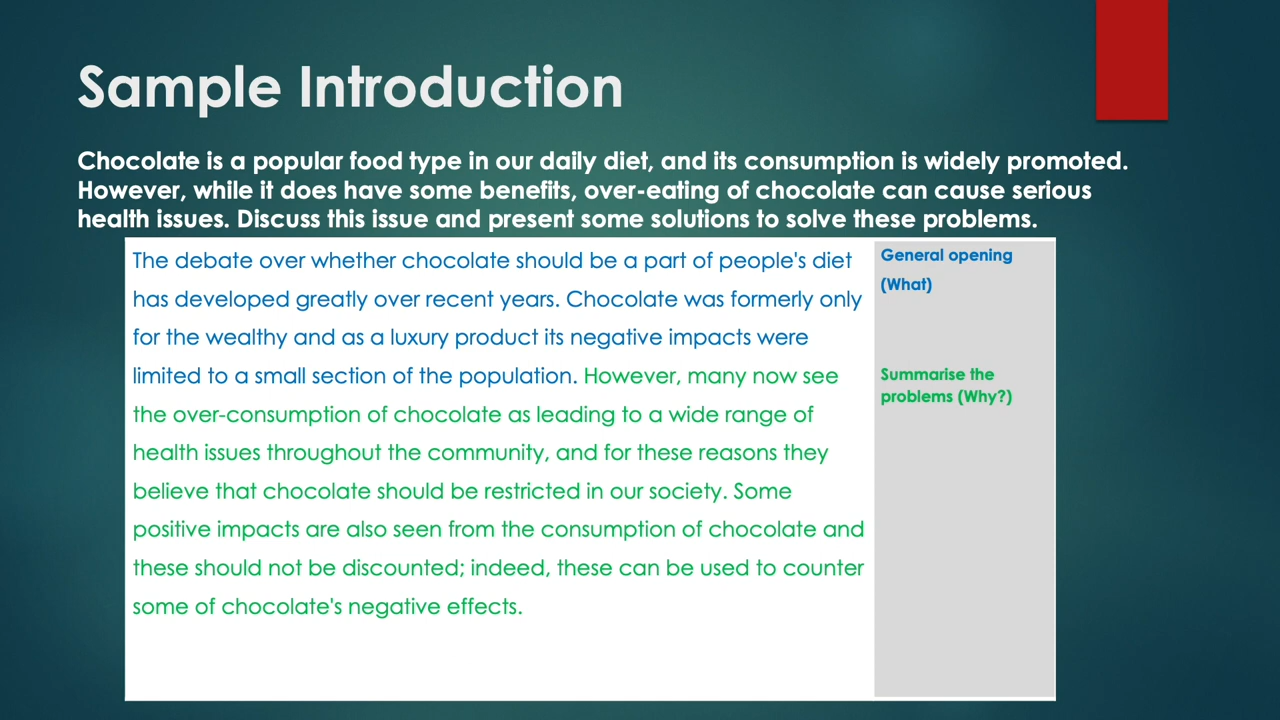 Sample Introduction
Chocolate is a popular food type in our daily diet, and its consumption is widely promoted.
However, while it does have some benefits, over-eating of chocolate can cause serious
health issues. Discuss this issue and present some solutions to solve these problems.
The debate over whether chocolate should be a part of people's diet
has developed greatly over recent years. Chocolate was formerly only
for the wealthy and as a luxury product its negative impacts were
limited to a small section of the population. However, many now see
the over-consumption of chocolate as leading to a wide range of
health issues throughout the community, and for these reasons they
believe that chocolate should be restricted in our society. Some
positive impacts are also seen from the consumption of chocolate and
these should not be discounted; indeed, these can be used to counter
some of chocolate's negative effects.
General opening
(What)
Summarise the
problems (Why?)